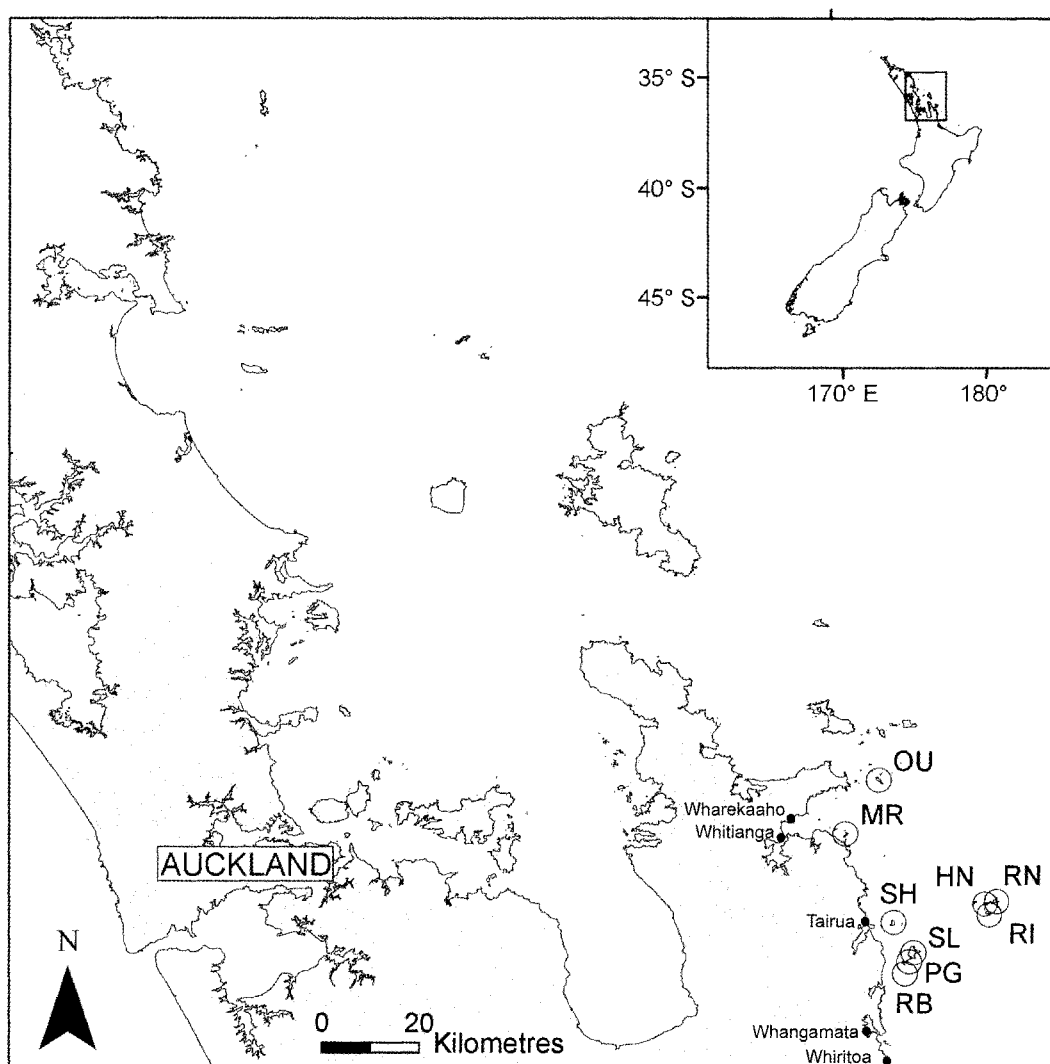 35° S
40° S
45° S
170° E
180°
OU
Wharekaaho
MR
Whitianga
AUCKLAND
HN
RN
SH
Tairua
RI
SL
PG
RB
N
0
20
Kilometres
Whangamata
Whiritoa